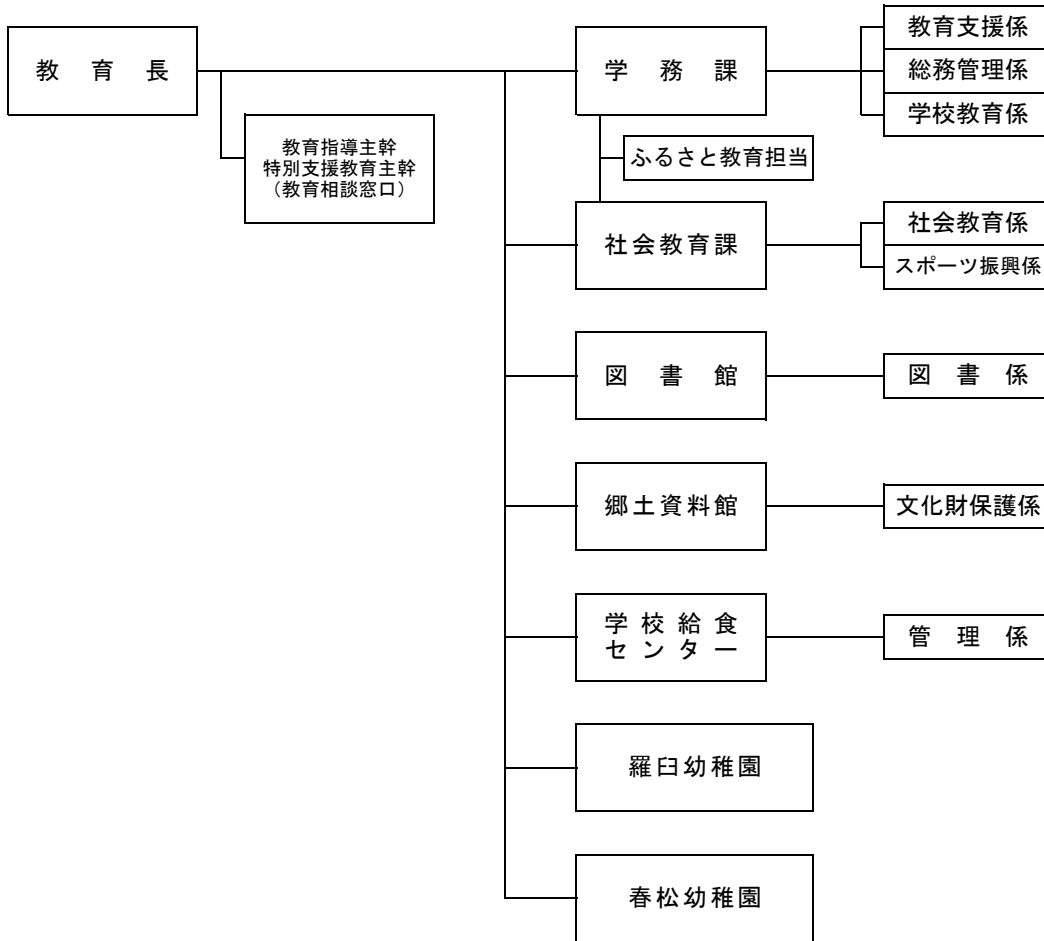 教育長
教育指導主幹
特別支援教育主幹
（教育相談窓口）
学務課
教育支援係
総務管理係
学校教育係
ふるさと教育担当
社会教育課
社会教育係
スポーツ振興係
図書館
図書係
郷土資料館
文化財保護係
学校給食
センター
管理係
羅臼幼稚園
春松幼稚園